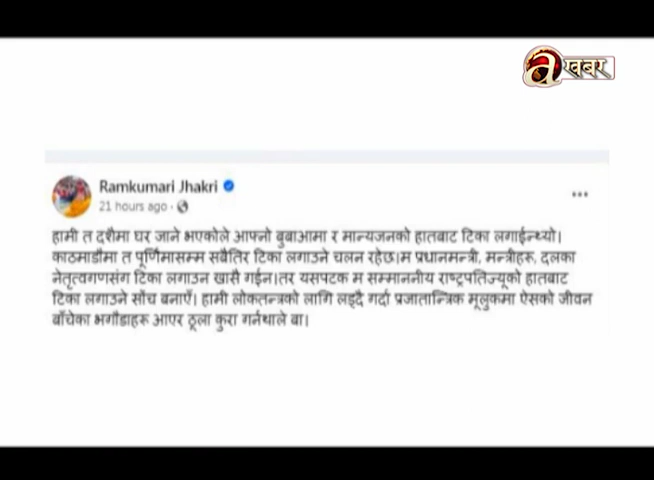 a खबर
Ramkumari Jhakri
21 hours ago ·
हामी त दशैमा घर जाने भएकोले आफ्नो बुबाआमा र मान्यजनको हातबाट टिका लगाईन्थ्यो।
काठमाडौमा त पूर्णिमासम्म सबैतिर टिका लगाउने चलन रहेछ।म प्रधानमन्त्री, मन्त्रीहरू, दलका
नेतृत्वगणसंग टिका लगाउन खासै गईन।तर यसपटक म सम्माननीय राष्ट्रपतिज्यूको हातबाट
टिका लगाउने सोंच बनाएँ। हामी लोकतन्त्रको लागि लड्दै गर्दा प्रजातान्त्रिक मूलुकमा ऐसको जीवन
बाँचेका भगौडाहरू आएर ठूला कुरा गर्नथाले बा।